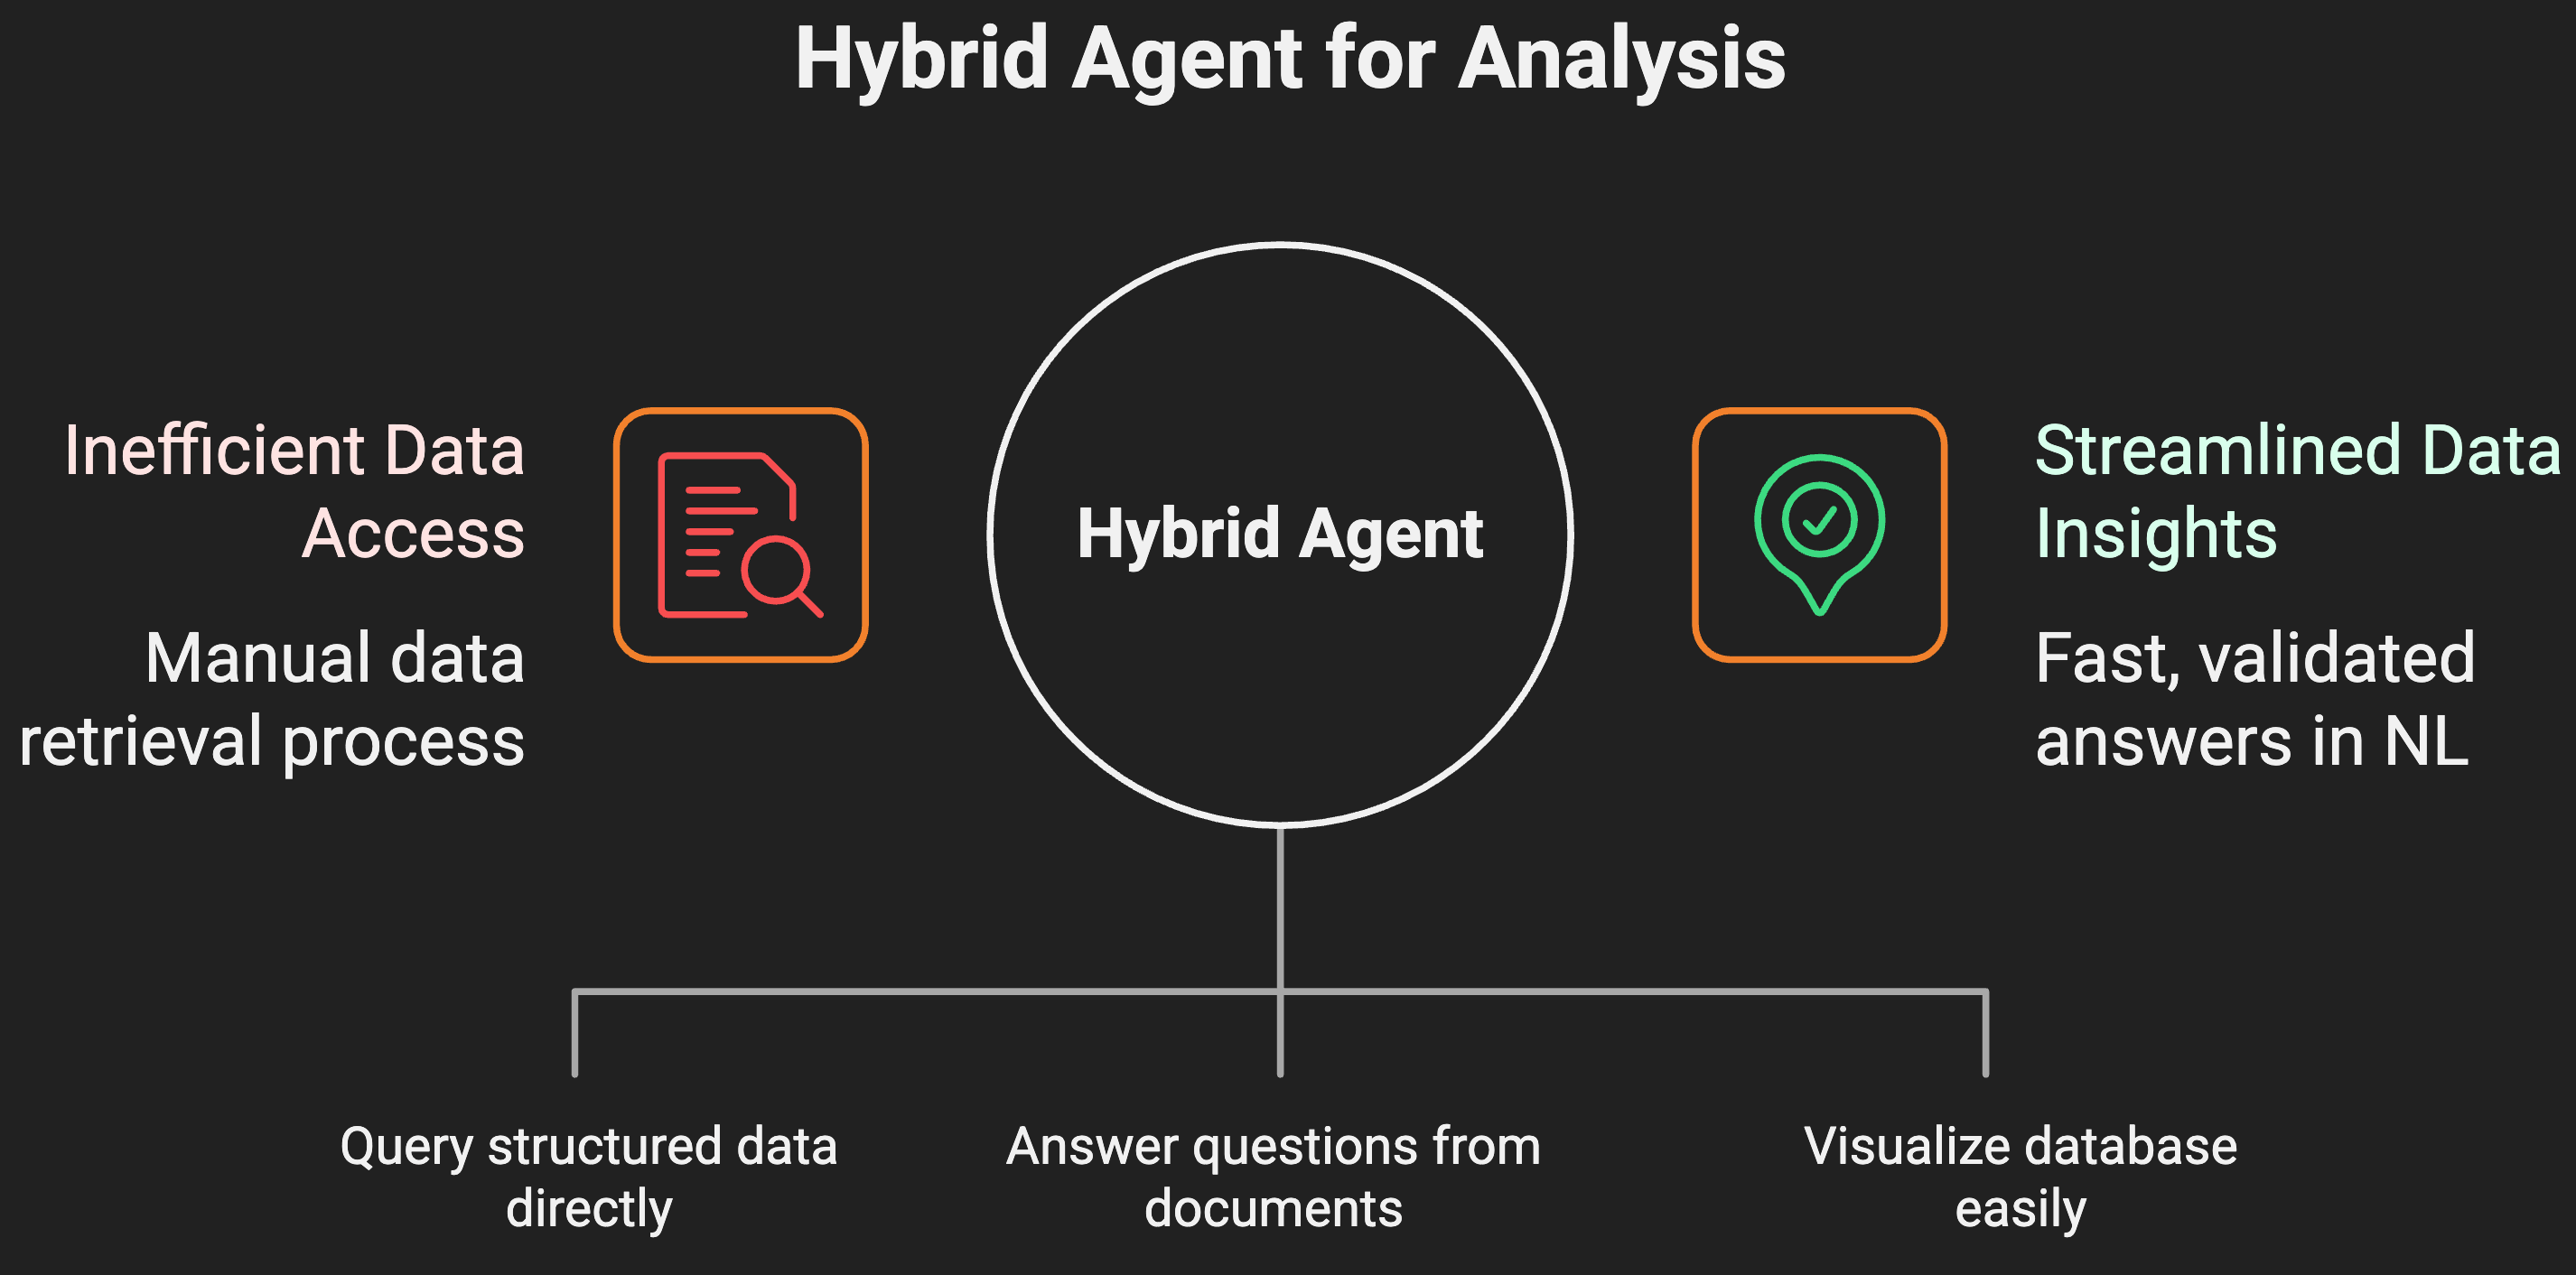 Hybrid Agent for Analysis
Inefficient Data
Access
Manual data
retrieval process
Hybrid Agent
Streamlined Data
Insights
Fast, validated
answers in NL
Query structured data
directly
Answer questions from
documents
Visualize database
easily